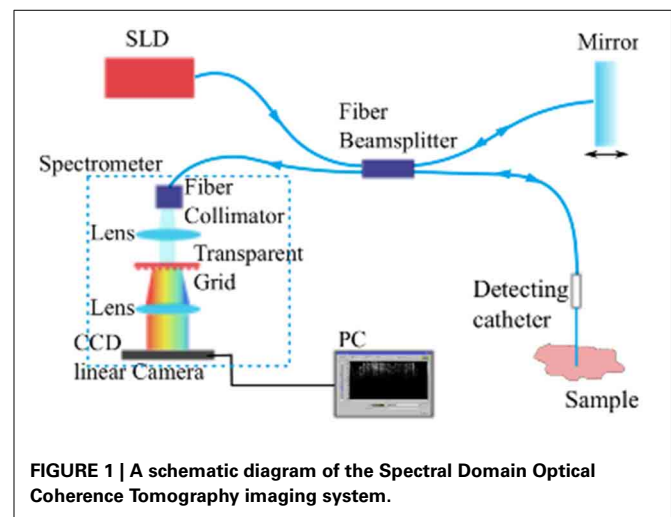 SLD
Mirror
Fiber
Beamsplitter
Spectrometer
Fiber
Collimator
Lens
Transparent
Grid
Lens
CCD
linear Camera
PC
Detecting
catheter
Sample
FIGURE 1 | A schematic diagram of the Spectral Domain Optical
Coherence Tomography imaging system.